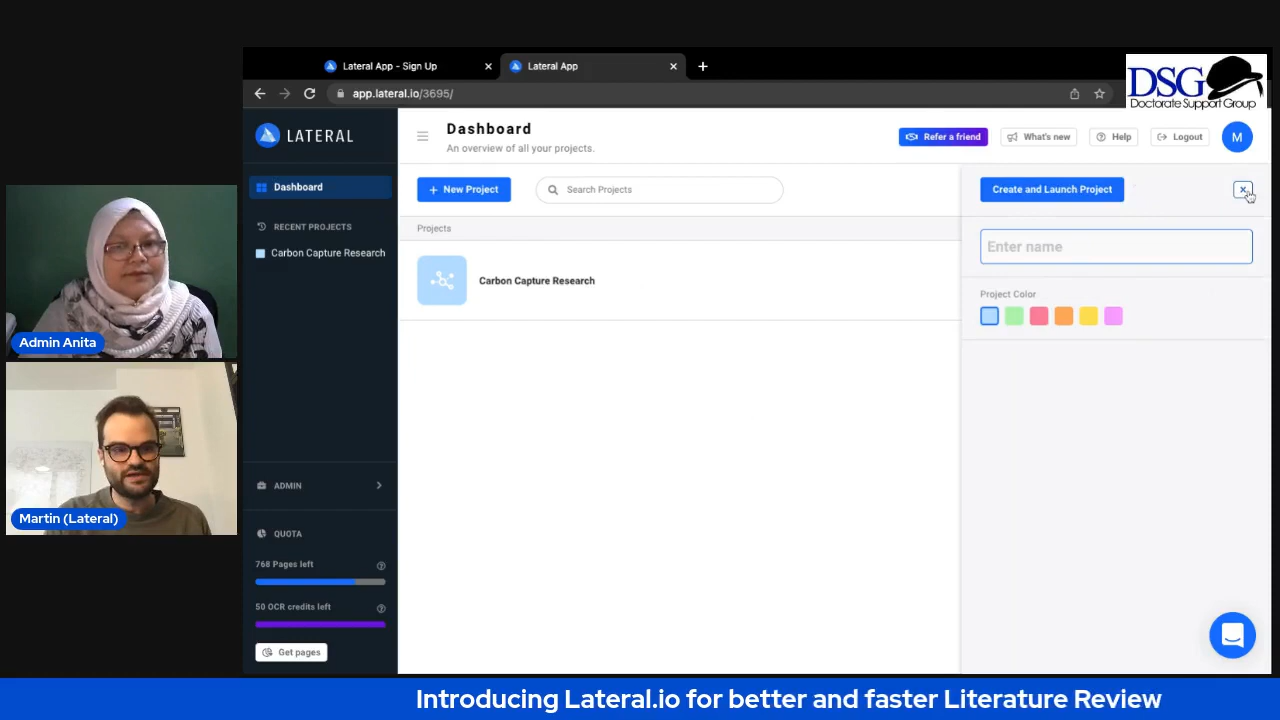 Lateral App - Sign Up
Lateral App
app.lateral.io/3695/
DSG
Doctorate Support Group
LATERAL
Dashboard
An overview of all your projects.
Refer a friend
What's new
Help
Logout
M
Dashboard
RECENT PROJECTS
Carbon Capture Research
New Project
Search Projects
Create and Launch Project
Projects
Enter name
Carbon Capture Research
Project Color
Admin Anita
Martin (Lateral)
ADMIN
QUOTA
768 Pages left
50 OCR credits left
Get pages
Introducing Lateral.io for better and faster Literature Review